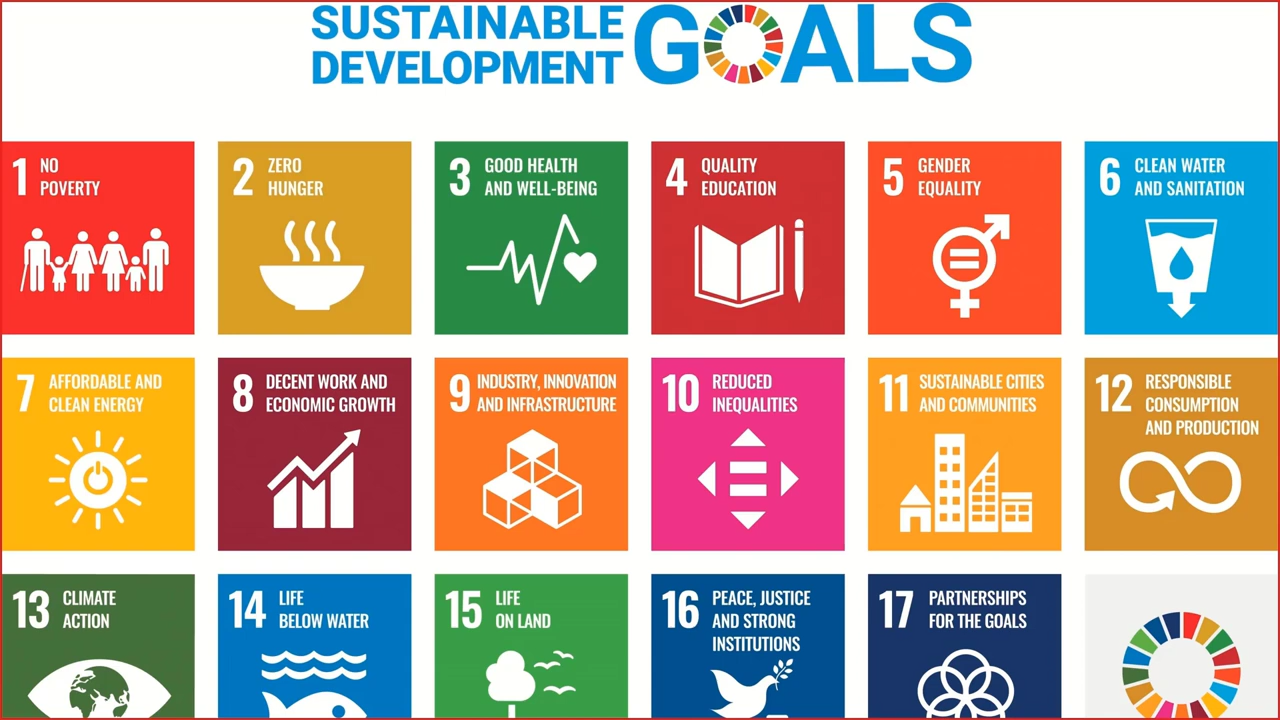 SUSTAINABLE
DEVELOPMENT
GOALS
1 NO
POVERTY
2 ZERO
HUNGER
3 GOOD HEALTH
AND WELL-BEING
4 QUALITY
EDUCATION
5 GENDER
EQUALITY
6 CLEAN WATER
AND SANITATION
7 AFFORDABLE AND
CLEAN ENERGY
8 DECENT WORK AND
ECONOMIC GROWTH
9 INDUSTRY, INNOVATION
AND INFRASTRUCTURE
10 REDUCED
INEQUALITIES
11 SUSTAINABLE CITIES
AND COMMUNITIES
12 RESPONSIBLE
CONSUMPTION
AND PRODUCTION
13 CLIMATE
ACTION
14 LIFE
BELOW WATER
15 LIFE
ON LAND
16 PEACE, JUSTICE
AND STRONG
INSTITUTIONS
17 PARTNERSHIPS
FOR THE GOALS